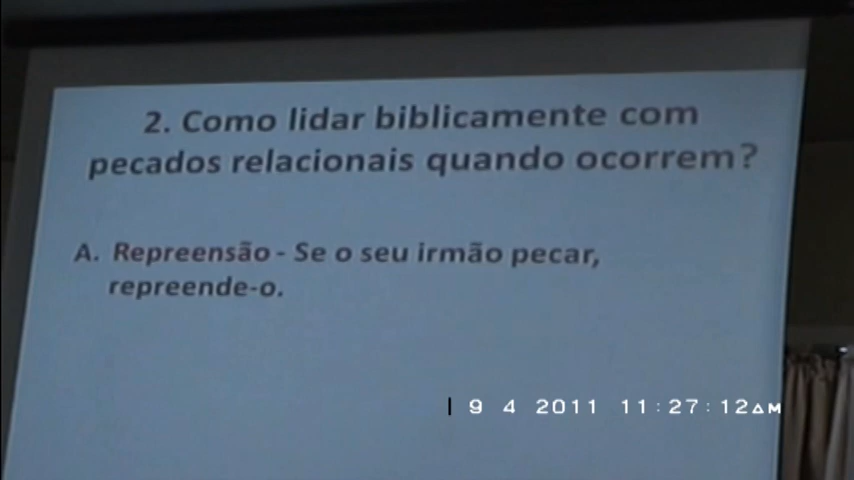 2. Como lidar biblicamente com
pecados relacionais quando ocorrem?
A. Repreensão - Se o seu irmão pecar,
repreende-o.
9 4 2011 11:27:12AM